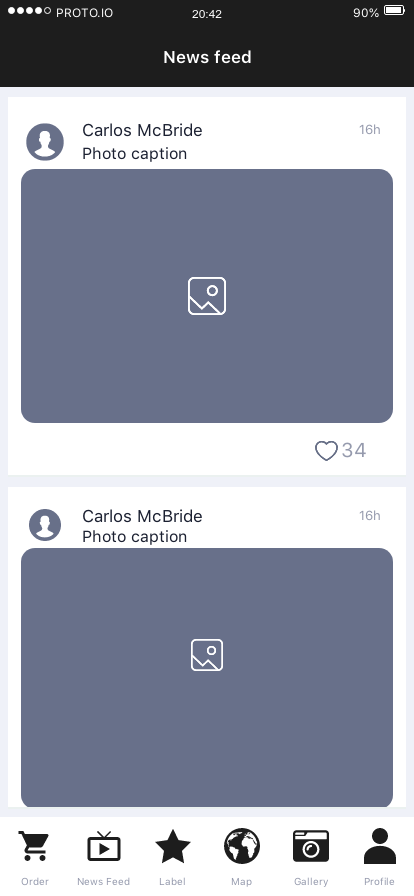 PROTO.IO 20:42 90%
News feed
Carlos McBride 16h
Photo caption
34
Carlos McBride 16h
Photo caption
Order News Feed Label Map Gallery Profile